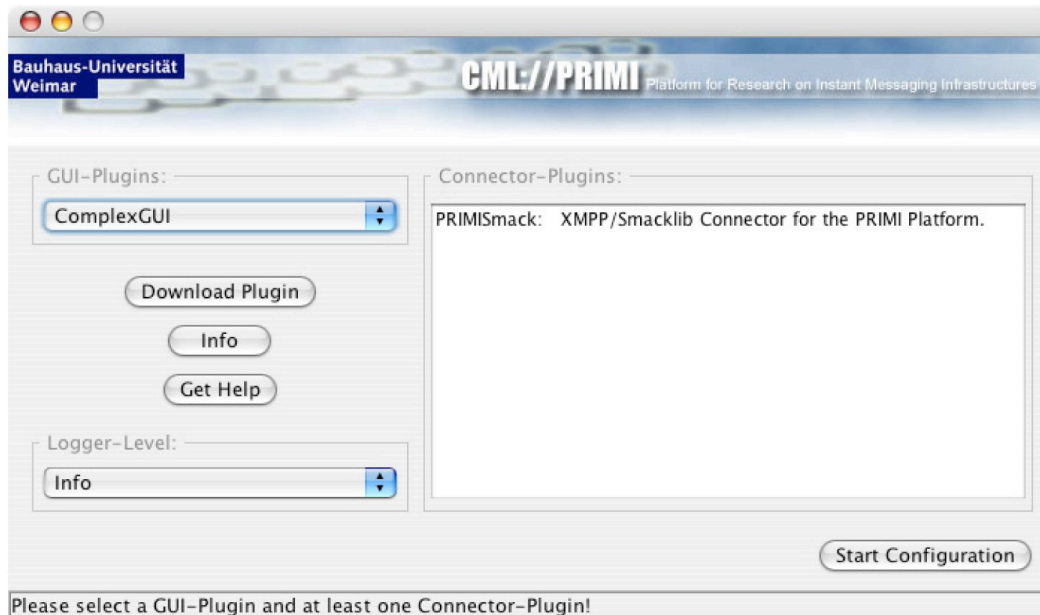 Bauhaus-Universität
Weimar
CML://PRIMI Platform for Research on Instant Messaging Infrastructures
GUI-Plugins:
ComplexGUI
Download Plugin
Info
Get Help
Logger-Level:
Info
Connector-Plugins:
PRIMISmack: XMPP/Smacklib Connector for the PRIMI Platform.
Start Configuration
Please select a GUI-Plugin and at least one Connector-Plugin!